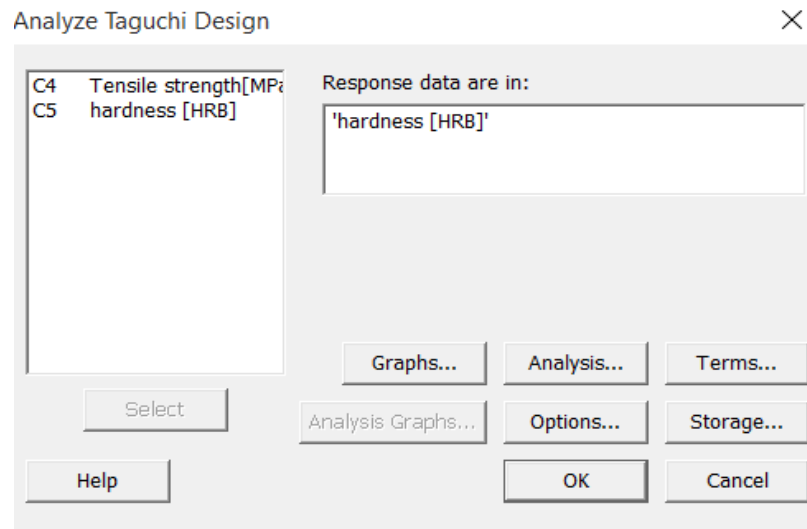 Analyze Taguchi Design
C4 Tensile strength[MPa
C5 hardness [HRB]
Response data are in:
'hardness [HRB]'
Graphs...
Analysis...
Terms...
Select
Analysis Graphs...
Options...
Storage...
Help
OK
Cancel